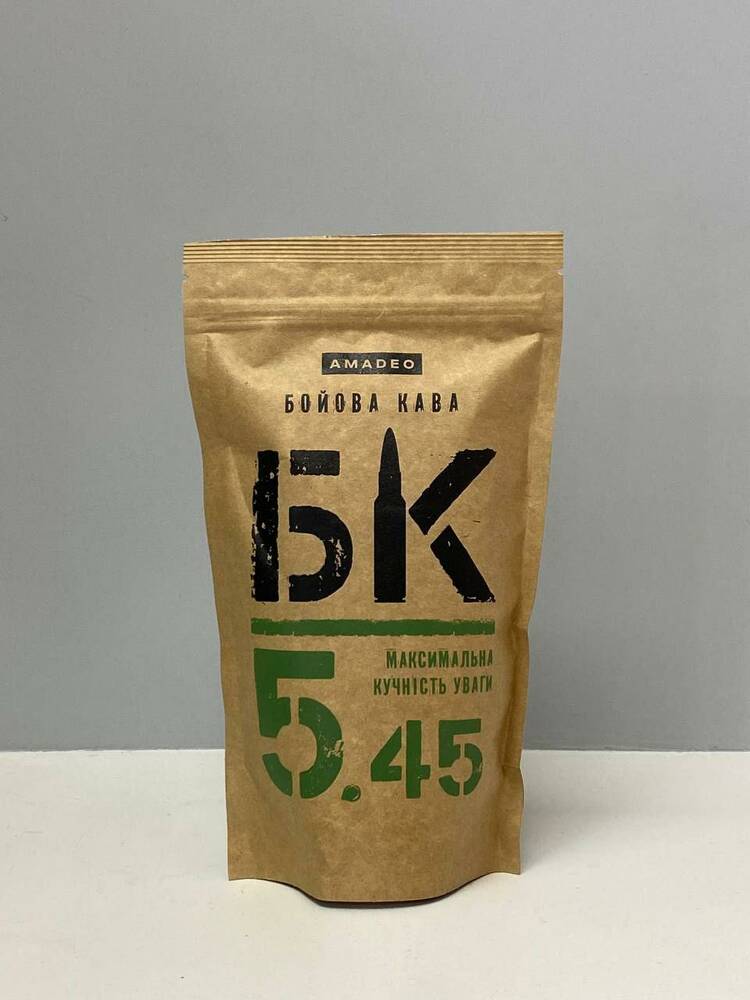 AMADEO
БОЙОВА КАВА
БК
МАКСИМАЛЬНА
КУЧНІСТЬ УВАГИ
5.45